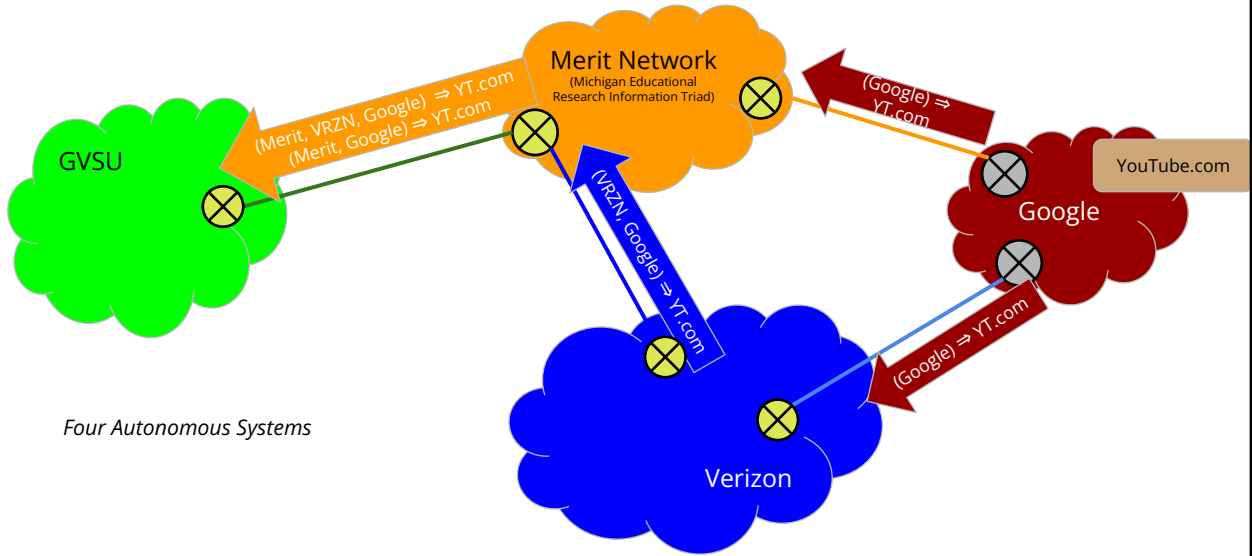 Merit Network
(Michigan Educational
Research Information Triad)
(Merit, VRZN, Google) ⇒ YT.com
(Merit, Google) ⇒ YT.com
(Google) ⇒
YT.com
GVSU
YouTube.com
Google
(VRZN, Google) ⇒ YT.com
(Google) ⇒ YT.com
Four Autonomous Systems
Verizon